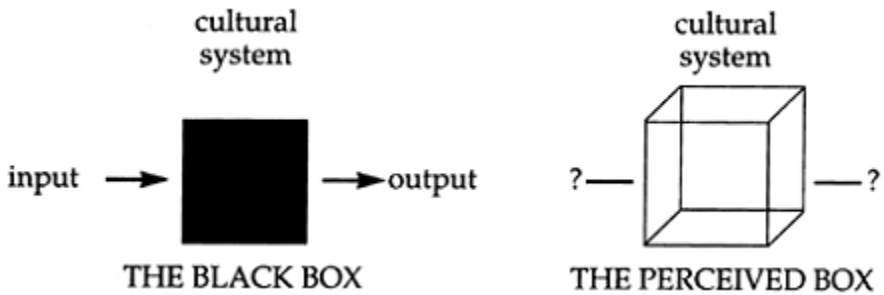 cultural
system
input
output
THE BLACK BOX
cultural
system
?
?
THE PERCEIVED BOX